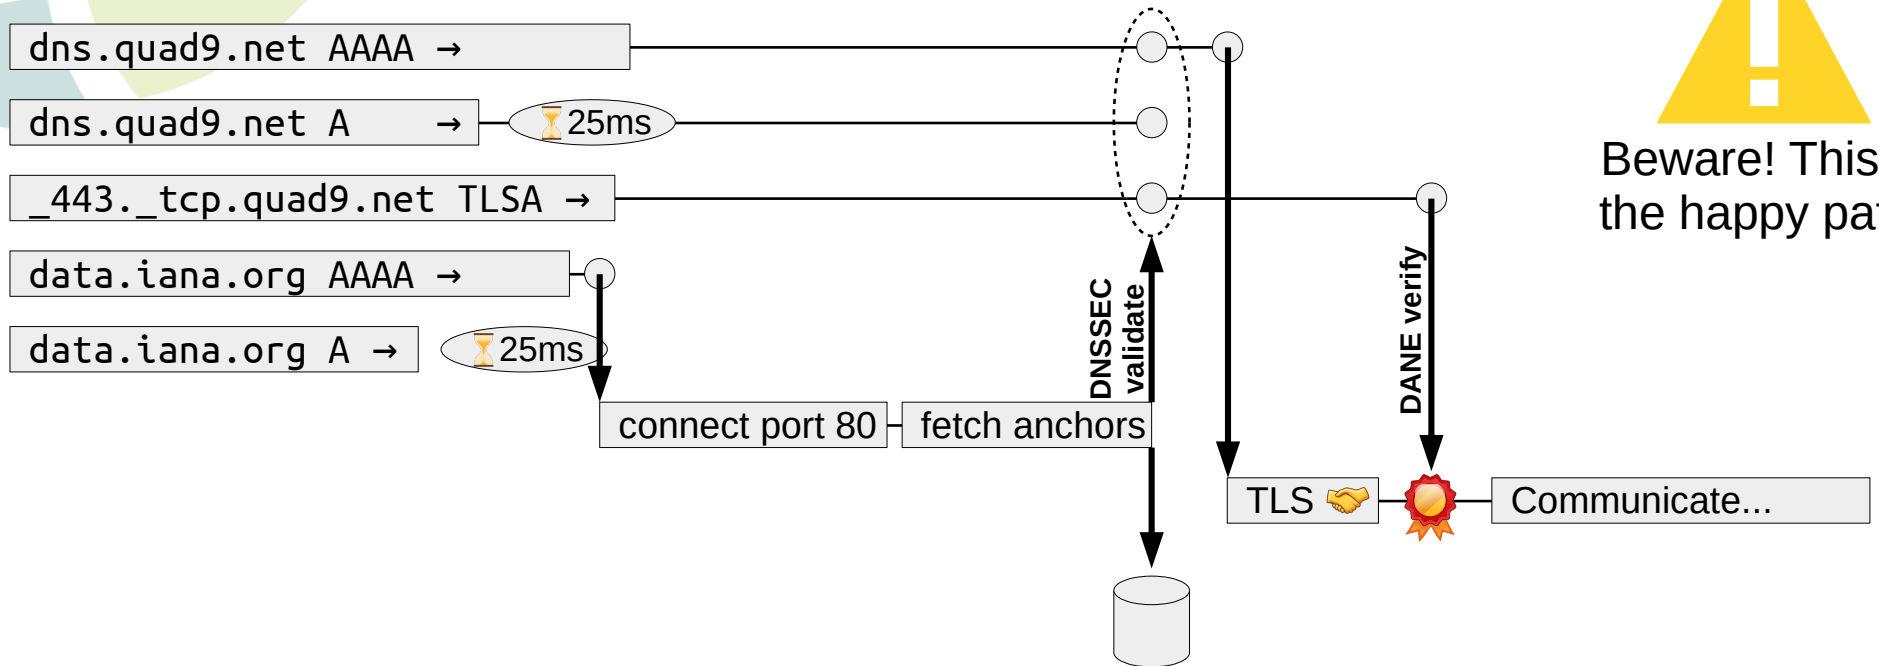 dns.quad9.net AAAA →
dns.quad9.net A →
⏳25ms
_443._tcp.quad9.net TLSA →
data.iana.org AAAA →
data.iana.org A →
⏳25ms
connect port 80
fetch anchors
DNSSEC
validate
DANE verify
TLS 🤝
Communicate...
Beware! This
the happy